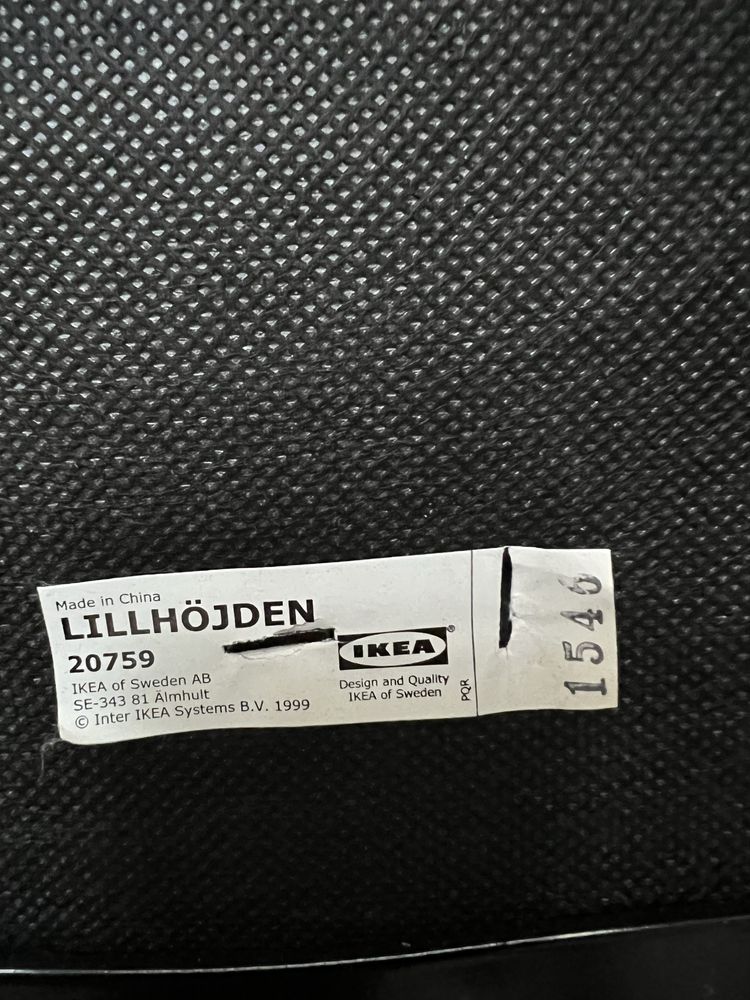 Made in China
LILLHÖJDEN
20759
IKEA of Sweden AB
SE-343 81 Älmhult
© Inter IKEA Systems B.V. 1999
IKEA®
Design and Quality
IKEA of Sweden
PQR
1546